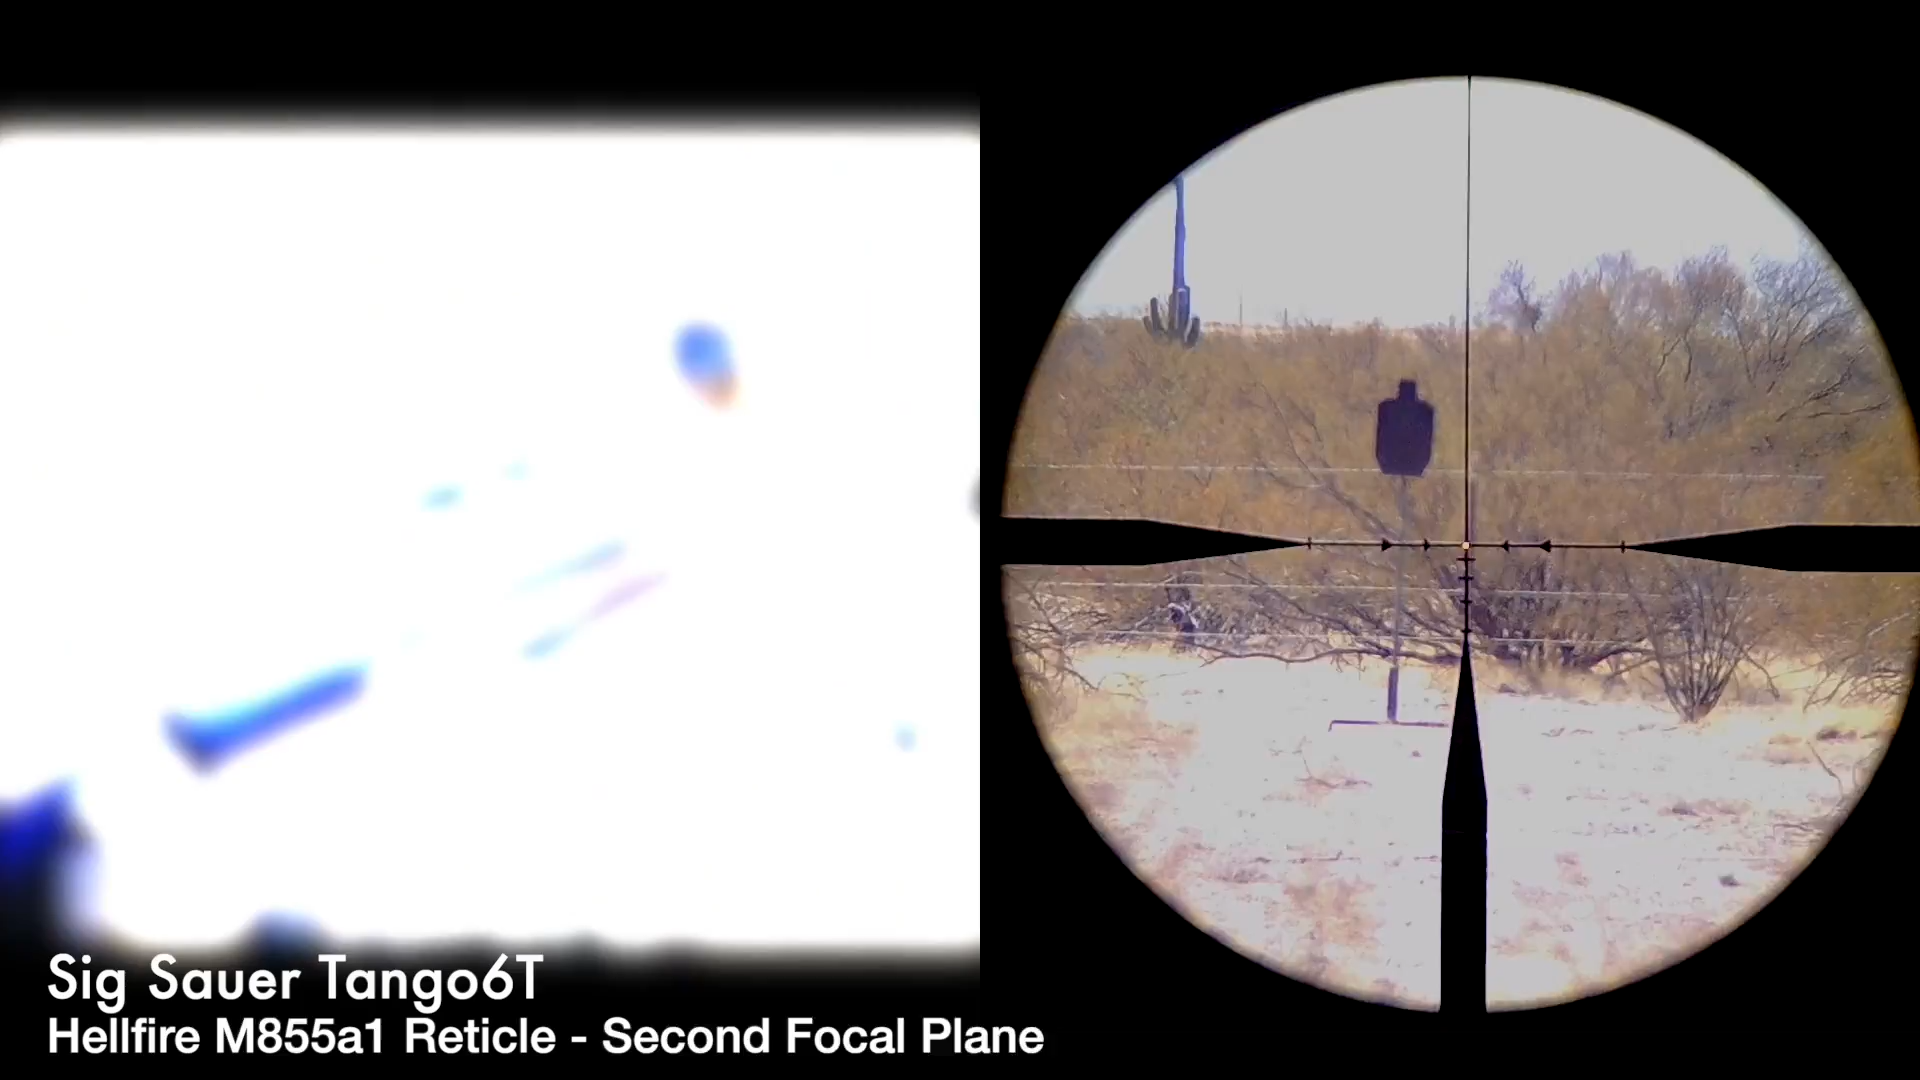 Sig Sauer Tango6T
Hellfire M855a1 Reticle - Second Focal Plane